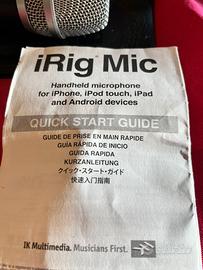 iRig® Mic
Handheld microphone
for iPhone, iPod touch, iPad
and Android devices
QUICK START GUIDE
GUIDE DE PRISE EN MAIN RAPIDE
GUÍA RÁPIDA DE INICIO
GUIDA RAPIDA
KURZANLEITUNG
クイック・スタート・ガイド
快速入门指南
IK Multimedia. Musicians First.